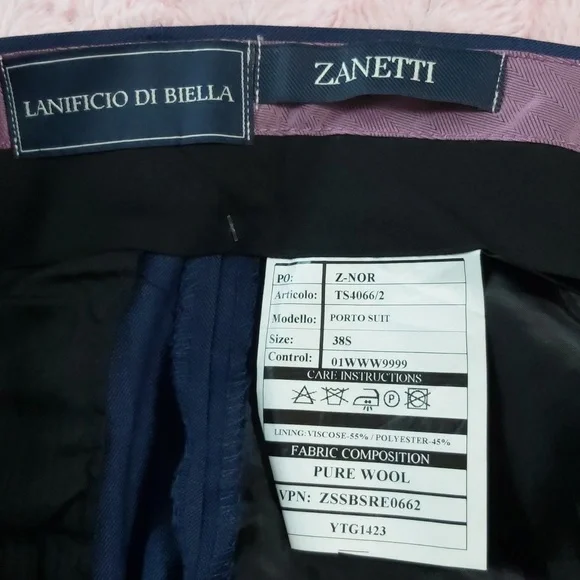 LANIFICIO DI BIELLA
ZANETTI
PO: Z-NOR
Articolo: TS4066/2
Modello: PORTO SUIT
Size: 38S
Control: 01WWW9999
CARE INSTRUCTIONS
P
LINING: VISCOSE-55% / POLYESTER-45%
FABRIC COMPOSITION
PURE WOOL
VPN: ZSSBSRE0662
YTG1423